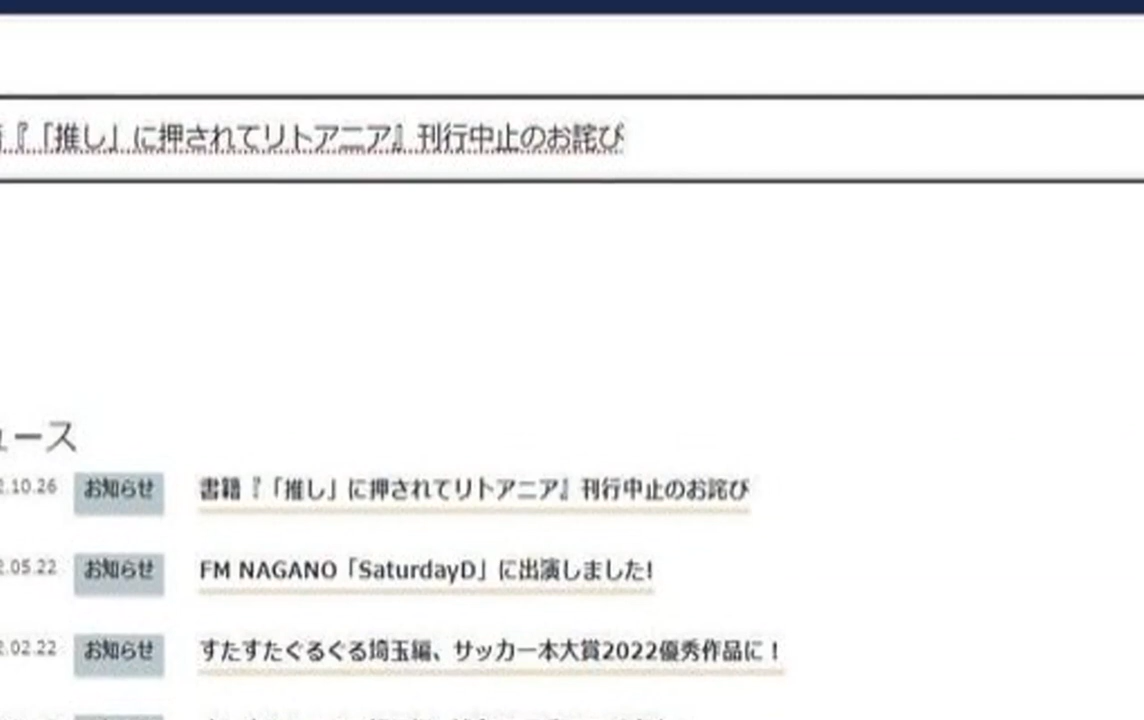 『「推し」に押されてリトアニア』刊行中止のお詫び
ュース
.10.26 お知らせ 書籍『「推し」に押されてリトアニア』刊行中止のお詫び
.05.22 お知らせ FM NAGANO「SaturdayD」に出演しました!
.02.22 お知らせ すたすたぐるぐる埼玉編、サッカー本大賞2022優秀作品に！